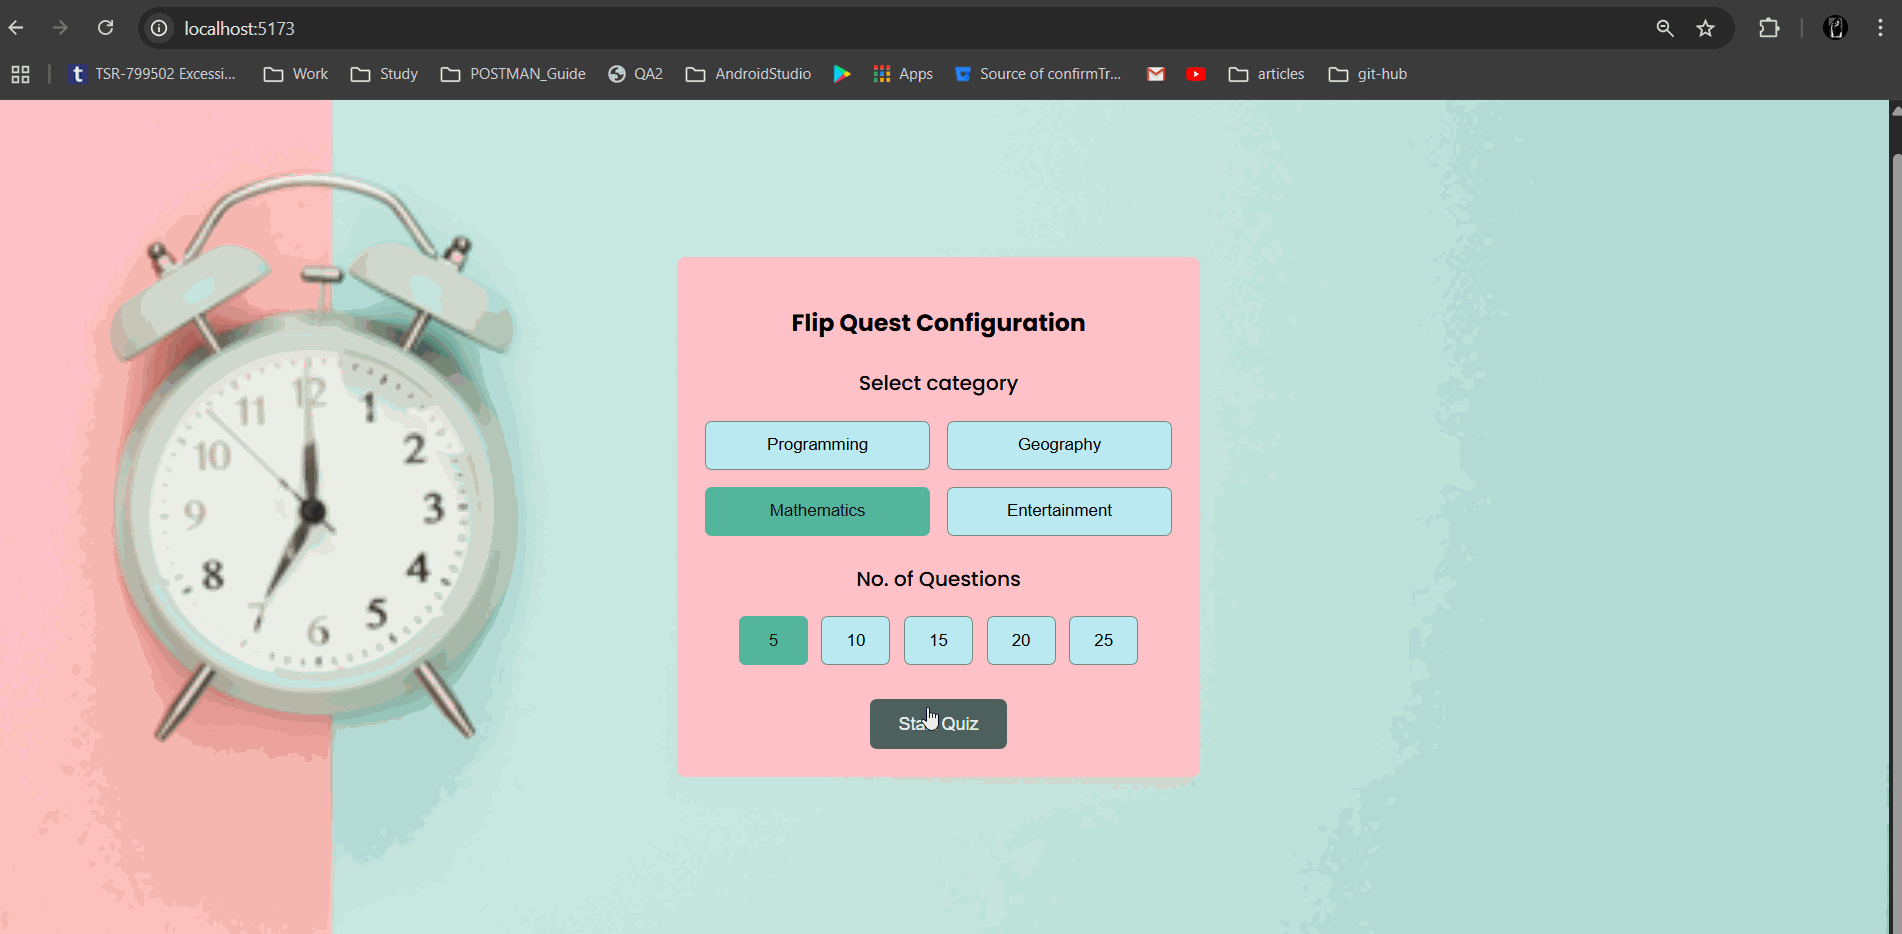 localhost:5173
TSR-799502 Excessi...
Work
Study
POSTMAN_Guide
QA2
AndroidStudio
Apps
Source of confirmTr...
articles
git-hub
12
11
1
10
2
9
3
8
4
7
5
6
Flip Quest Configuration
Select category
Programming
Geography
Mathematics
Entertainment
No. of Questions
5
10
15
20
25
Quiz